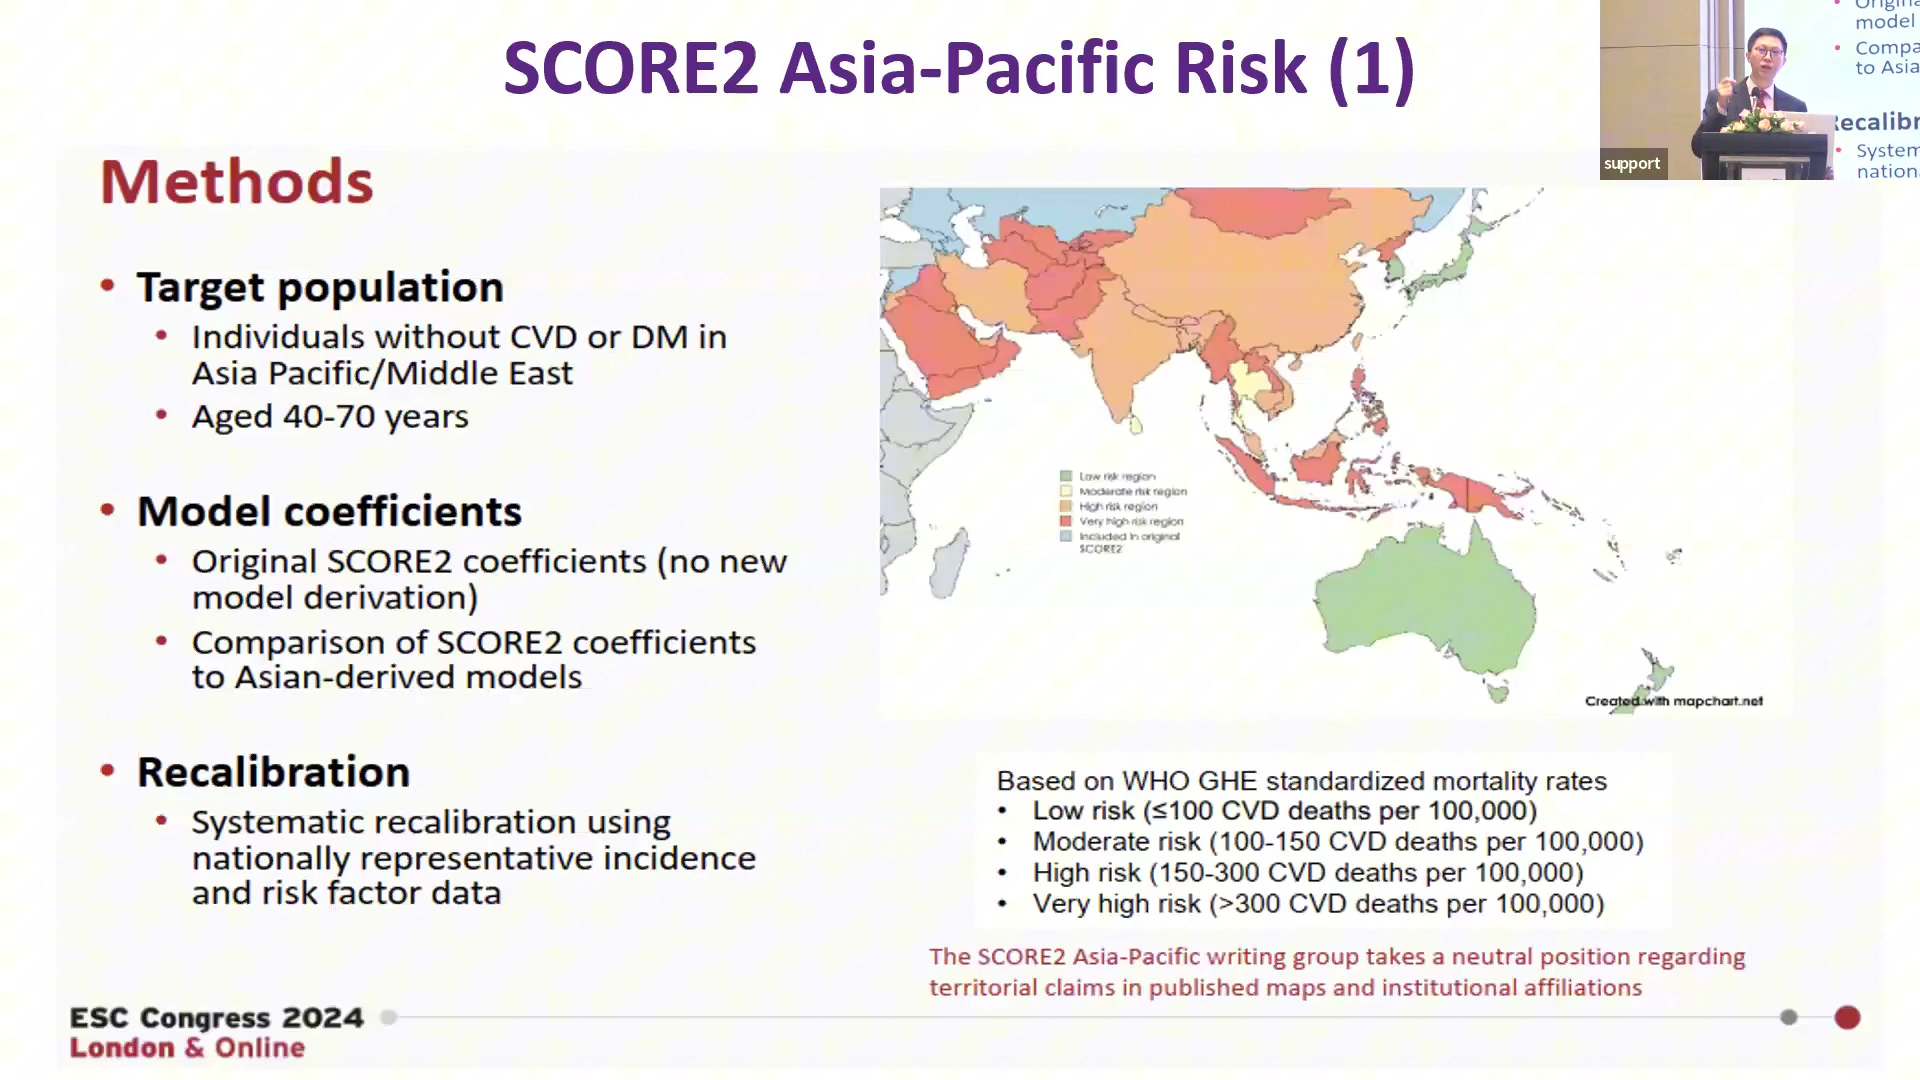 SCORE2 Asia-Pacific Risk (1)
model
Compa
to Asia
Recalibr
System
nation
support
Methods
• Target population
• Individuals without CVD or DM in
Asia Pacific/Middle East
• Aged 40-70 years
• Model coefficients
• Original SCORE2 coefficients (no new
model derivation)
• Comparison of SCORE2 coefficients
to Asian-derived models
• Recalibration
• Systematic recalibration using
nationally representative incidence
and risk factor data
Low risk region
Moderate risk region
High risk region
Very high risk region
Included in original
SCORE2
Created with mapchart.net
Based on WHO GHE standardized mortality rates
• Low risk (≤100 CVD deaths per 100,000)
• Moderate risk (100-150 CVD deaths per 100,000)
• High risk (150-300 CVD deaths per 100,000)
• Very high risk (>300 CVD deaths per 100,000)
The SCORE2 Asia-Pacific writing group takes a neutral position regarding
territorial claims in published maps and institutional affiliations
ESC Congress 2024
London & Online